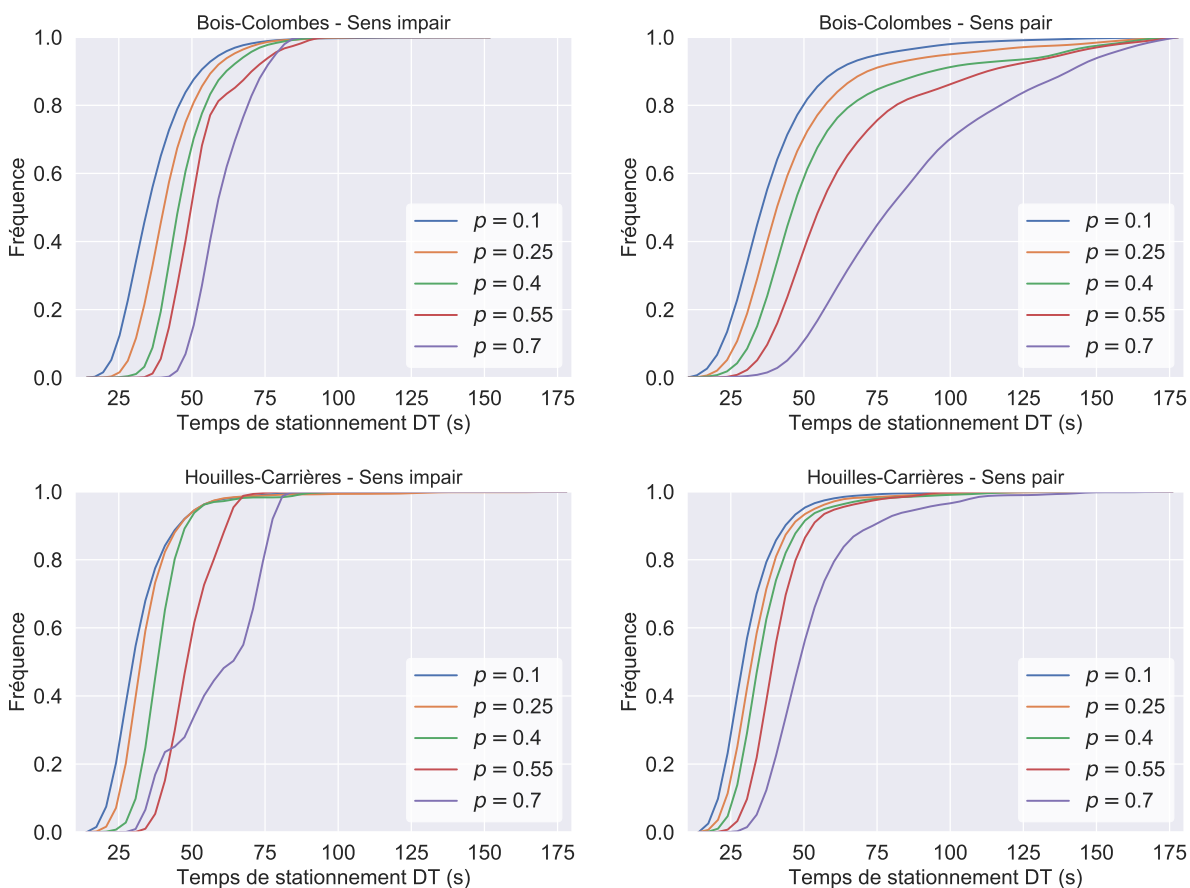 Bois-Colombes - Sens impair
1.0
0.8
0.6
0.4
0.2
0.0
Fréquence
p = 0.1
p = 0.25
p = 0.4
p = 0.55
p = 0.7
25 50 75 100 125 150 175
Temps de stationnement DT (s)
Bois-Colombes - Sens pair
1.0
0.8
0.6
0.4
0.2
0.0
Fréquence
p = 0.1
p = 0.25
p = 0.4
p = 0.55
p = 0.7
25 50 75 100 125 150 175
Temps de stationnement DT (s)
Houilles-Carrières - Sens impair
1.0
0.8
0.6
0.4
0.2
0.0
Fréquence
p = 0.1
p = 0.25
p = 0.4
p = 0.55
p = 0.7
25 50 75 100 125 150 175
Temps de stationnement DT (s)
Houilles-Carrières - Sens pair
1.0
0.8
0.6
0.4
0.2
0.0
Fréquence
p = 0.1
p = 0.25
p = 0.4
p = 0.55
p = 0.7
25 50 75 100 125 150 175
Temps de stationnement DT (s)